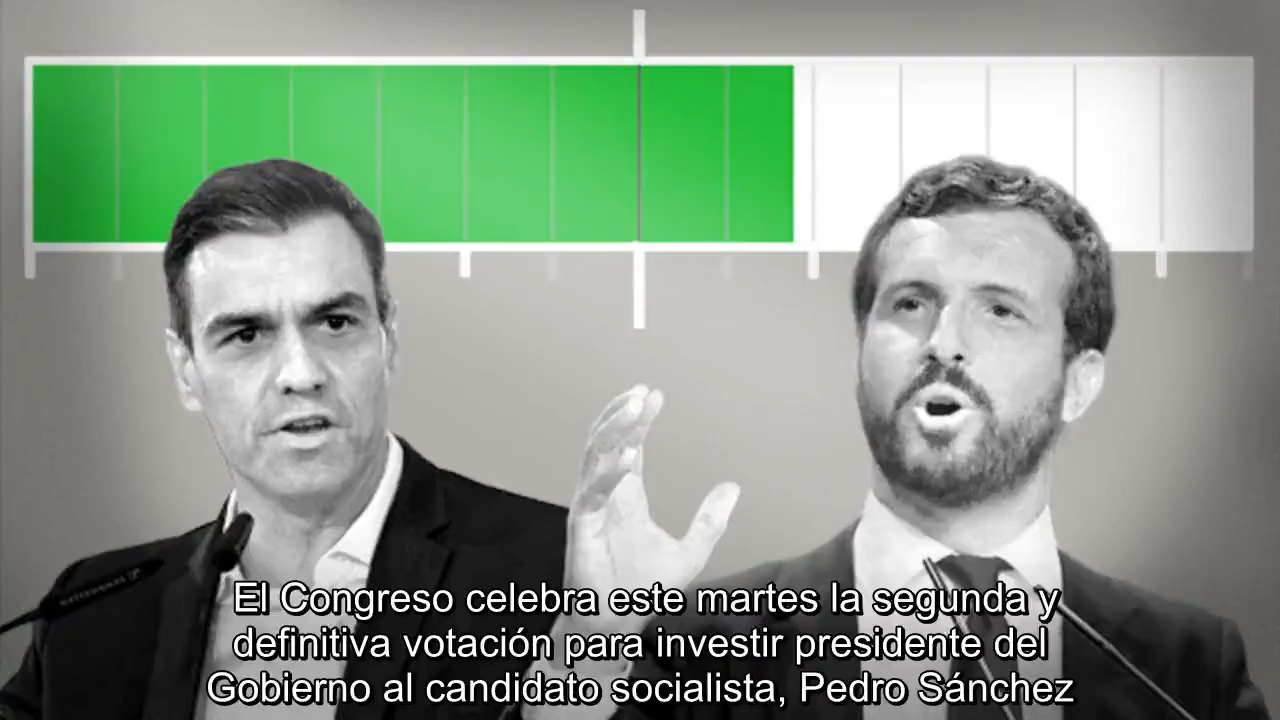 El Congreso celebra este martes la segunda y
definitiva votación para investir presidente del
Gobierno al candidato socialista, Pedro Sánchez